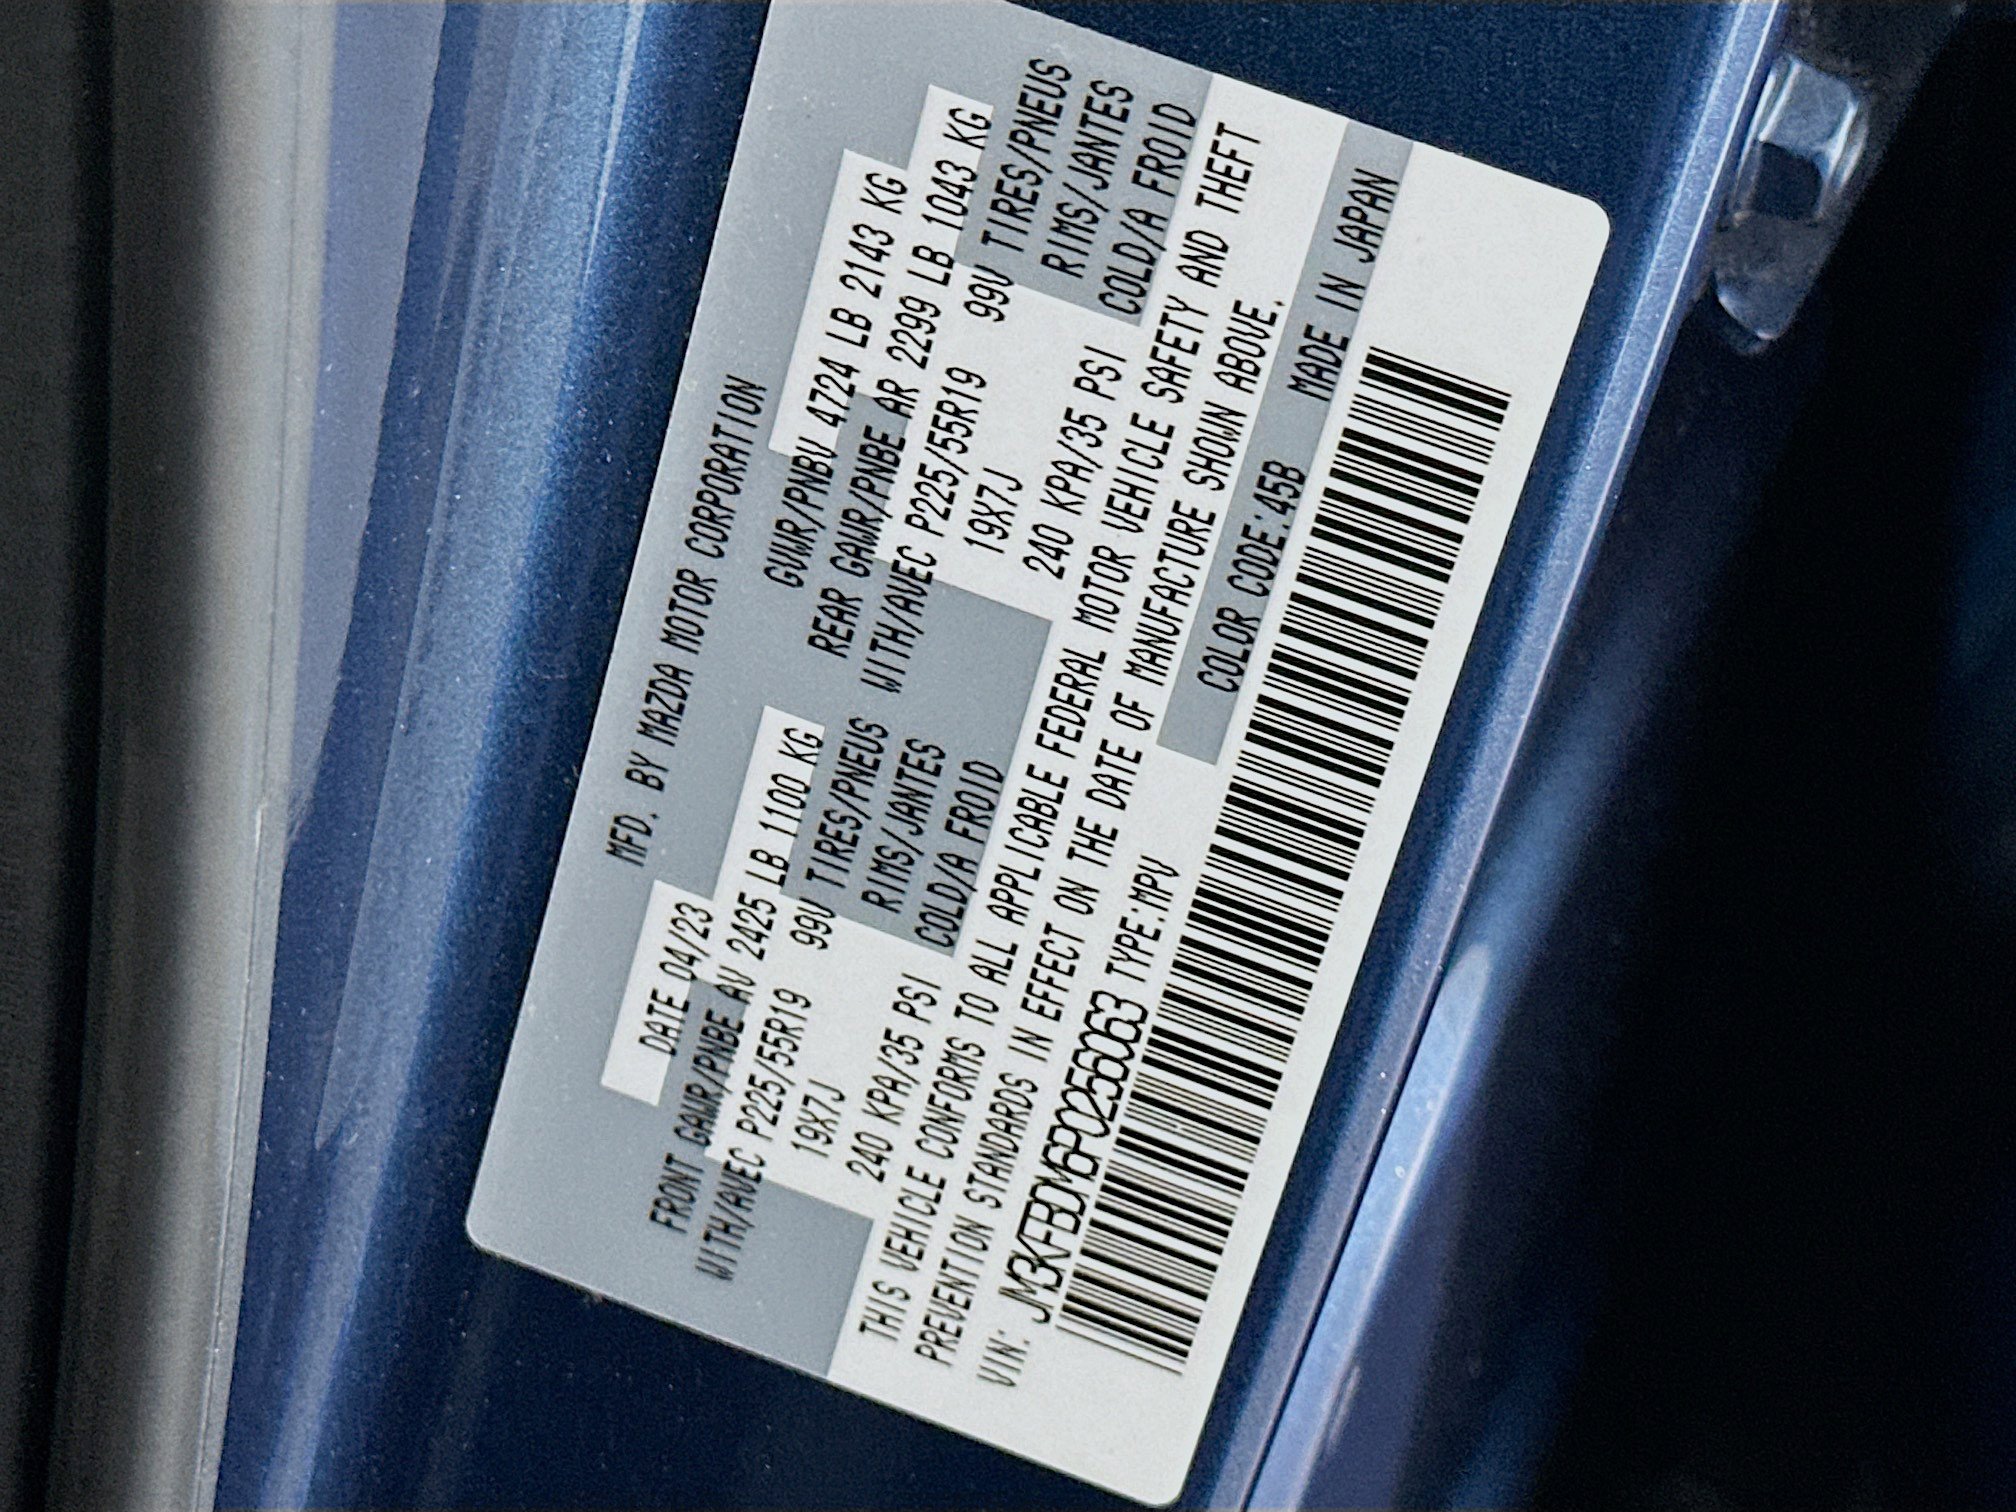 MFD. BY MAZDA MOTOR CORPORATION
DATE 04/23 GVWR/PNBV 4724 LB 2143 KG
FRONT GAWR/PNBE AV 2425 LB 1100 KG REAR GAWR/PNBE AR 2299 LB 1043 KG
WITH/AVEC P225/55R19 99V TIRES/PNEUS WITH/AVEC P225/55R19 99V TIRES/PNEUS
19X7J RIMS/JANTES 19X7J RIMS/JANTES
240 KPA/35 PSI COLD/A FROID 240 KPA/35 PSI COLD/A FROID
THIS VEHICLE CONFORMS TO ALL APPLICABLE FEDERAL MOTOR VEHICLE SAFETY AND THEFT
PREVENTION STANDARDS IN EFFECT ON THE DATE OF MANUFACTURE SHOWN ABOVE.
VIN: JM3KFBDM6P0256063 TYPE:MPV COLOR CODE:45B MADE IN JAPAN